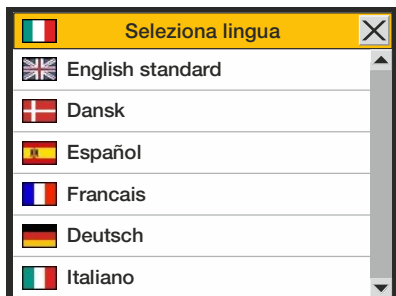 Seleziona lingua
English standard
Dansk
Español
Francais
Deutsch
Italiano